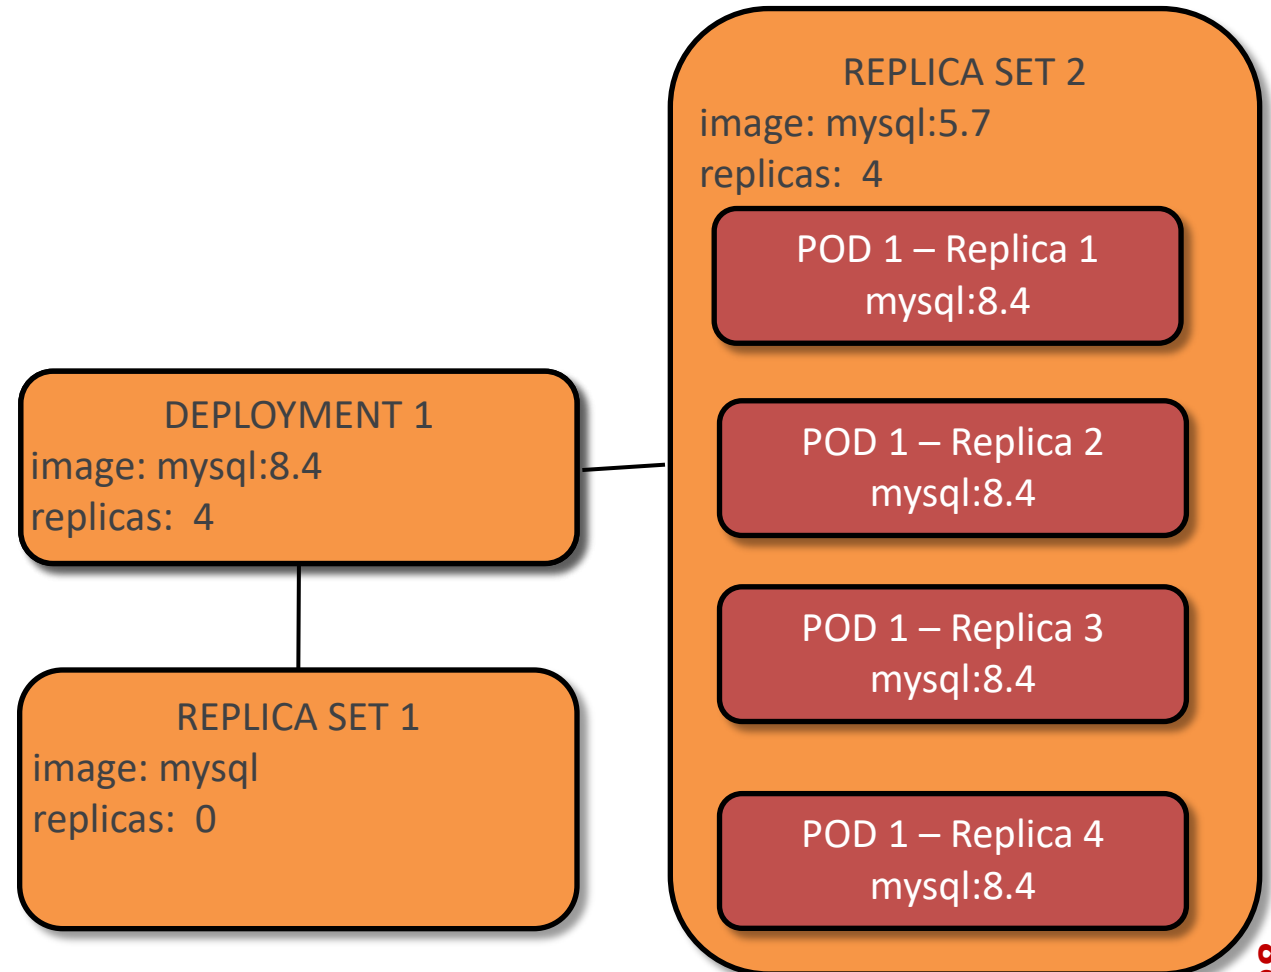 REPLICA SET 2
image: mysql:5.7
replicas: 4
POD 1 – Replica 1
mysql:8.4
POD 1 – Replica 2
mysql:8.4
POD 1 – Replica 3
mysql:8.4
POD 1 – Replica 4
mysql:8.4
DEPLOYMENT 1
image: mysql:8.4
replicas: 4
REPLICA SET 1
image: mysql
replicas: 0